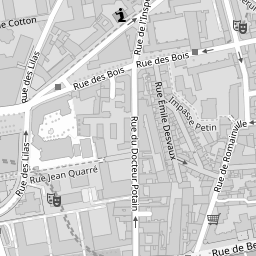 Cotton
Rue de l'Insp
Rue des Lilas
Rue des Bois
Rue des Bois
Impasse
Petin
Rue Émile Desvaux
Rue de Romainville
Rue du Docteur Potain
Rue des Lilas
Rue Jean Quarré
Rue de Be